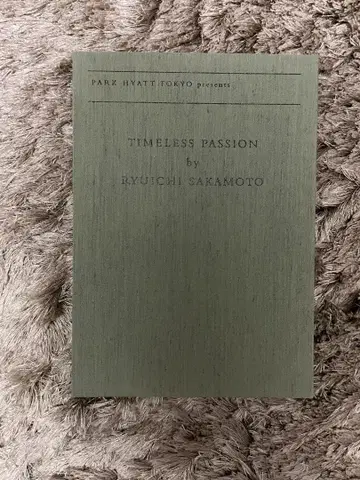 PARK HYATT TOKYO presents
TIMELESS PASSION
by
RYUICHI SAKAMOTO